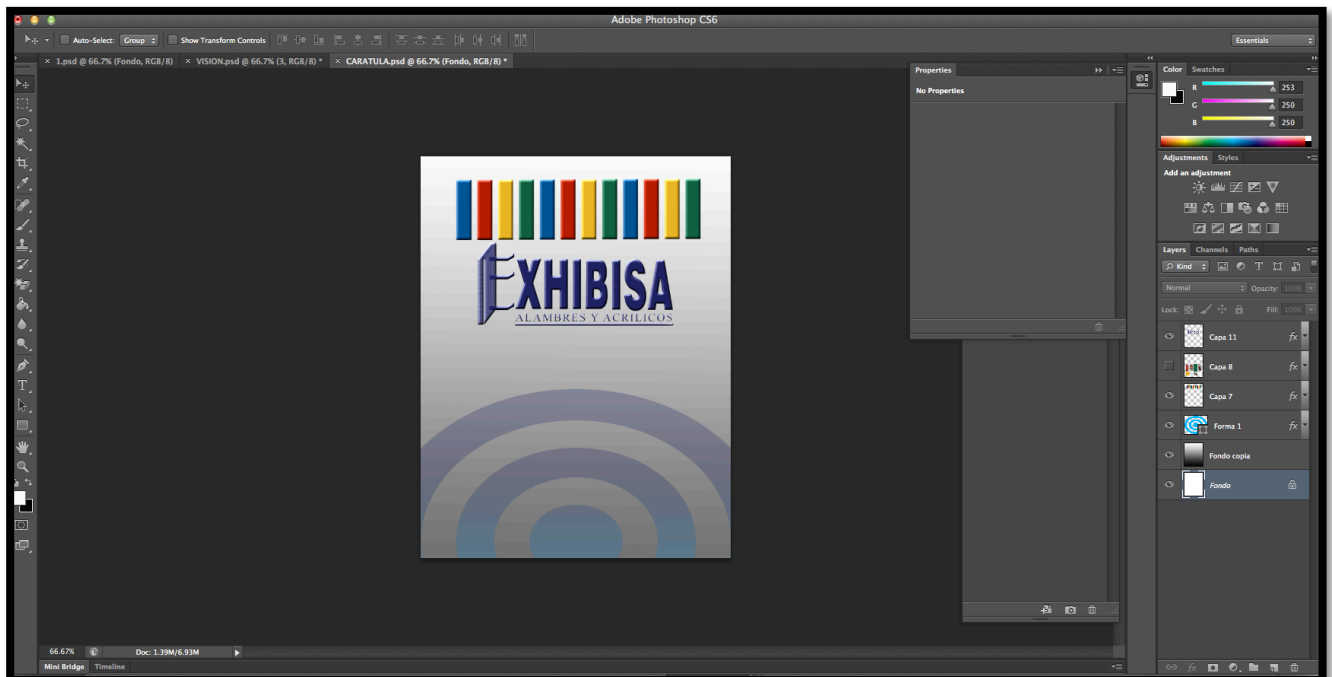 Adobe Photoshop CS6
Auto-Select: Group Show Transform Controls Essentials
× 1.psd @ 66.7% (Fondo, RGB/8) × VISION.psd @ 66.7% (3, RGB/8) * × CARATULA.psd @ 66.7% (Fondo, RGB/8) *
Properties
No Properties
Color Swatches
R 253
G 250
B 250
Adjustments Styles
Add an adjustment
Layers Channels Paths
Kind
Normal Opacity: 100%
Lock: Fill: 100%
Capa 11 fx
Capa 8 fx
Capa 7 fx
Forma 1 fx
Fondo copia
Fondo
EXHIBISA
ALAMBRES Y ACRILICOS
66.67% Doc: 1.39M/6.93M
Mini Bridge Timeline